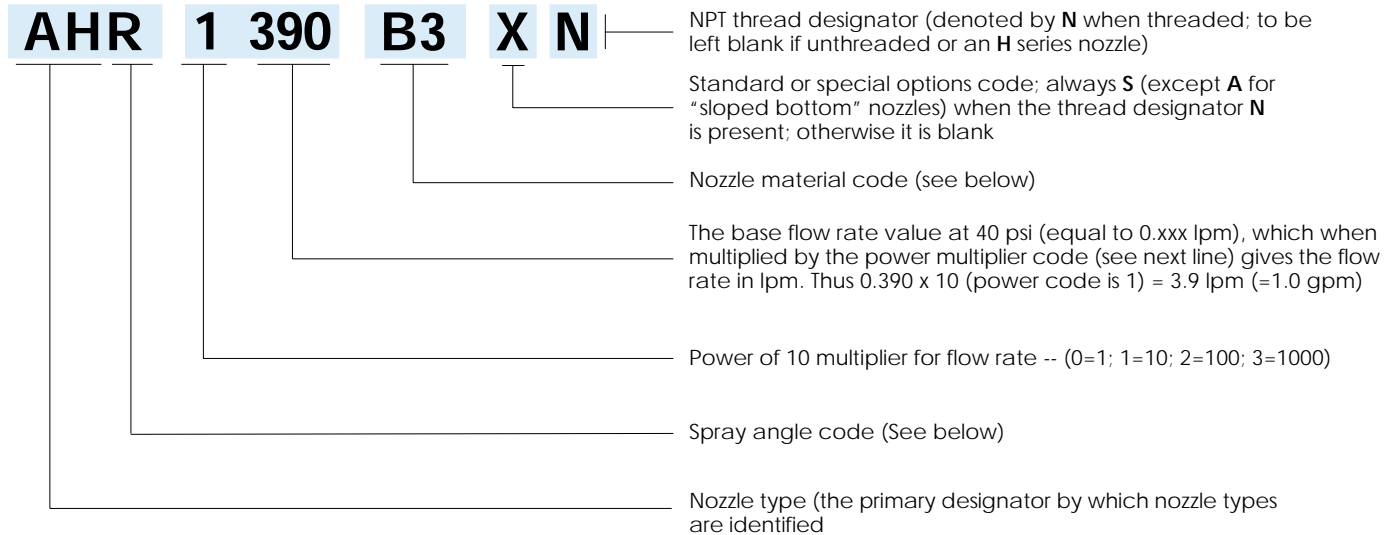 AHR 1 390 B3 X N
NPT thread designator (denoted by N when threaded; to be
left blank if unthreaded or an H series nozzle)
Standard or special options code; always S (except A for
“sloped bottom” nozzles) when the thread designator N
is present; otherwise it is blank
Nozzle material code (see below)
The base flow rate value at 40 psi (equal to 0.xxx lpm), which when
multiplied by the power multiplier code (see next line) gives the flow
rate in lpm. Thus 0.390 x 10 (power code is 1) = 3.9 lpm (=1.0 gpm)
Power of 10 multiplier for flow rate -- (0=1; 1=10; 2=100; 3=1000)
Spray angle code (See below)
Nozzle type (the primary designator by which nozzle types
are identified